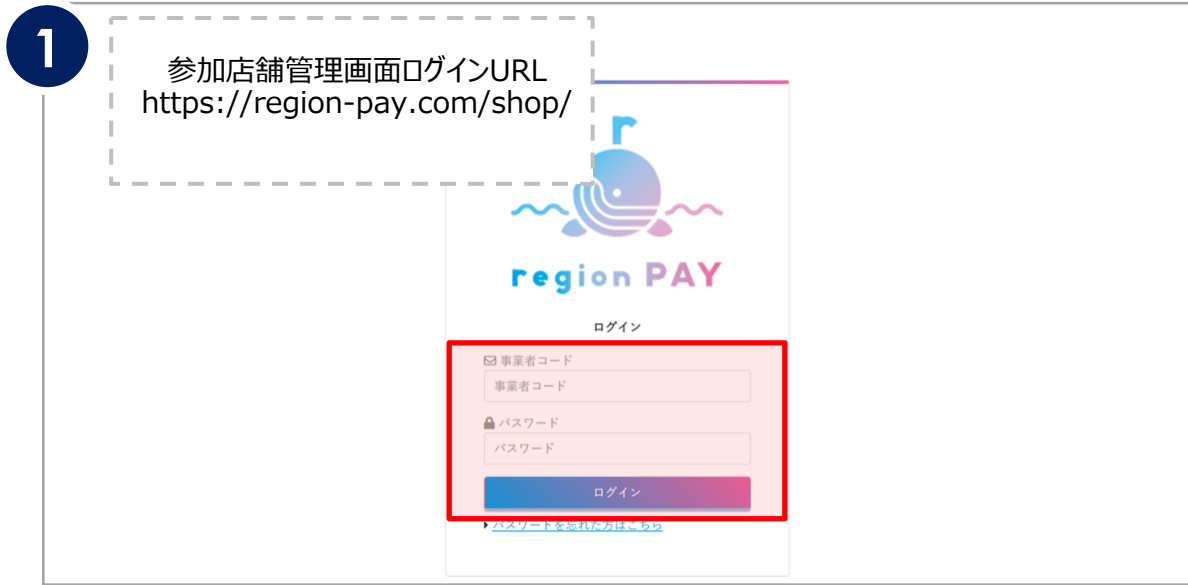 1
参加店舗管理画面ログインURL
https://region-pay.com/shop/
r
region PAY
ログイン
事業者コード
事業者コード
パスワード
パスワード
ログイン
パスワードを忘れた方はこちら